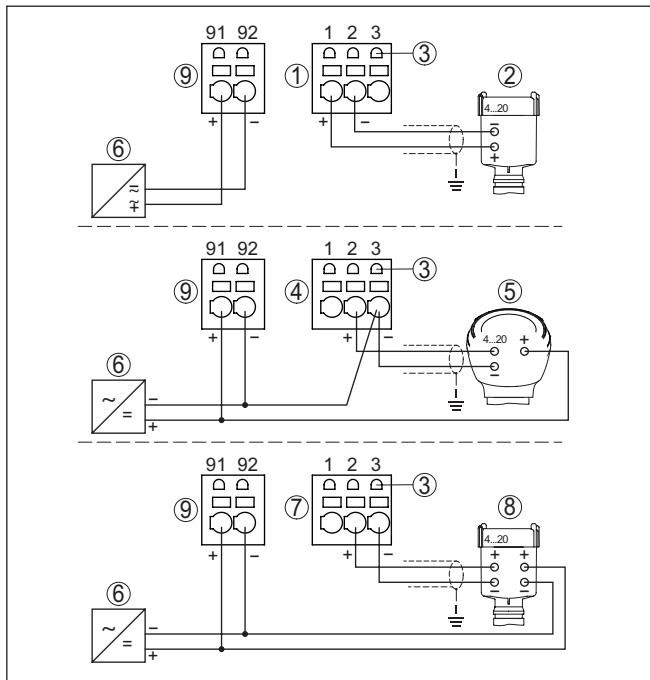 91 92 1 2 3
⑨ ① ③ ②
4...20
+ − + − − +
⑥
≂ ∓
91 92 1 2 3
⑨ ④ ③ ⑤
4...20 +
+ − + − −
⑥
~ = − +
91 92 1 2 3
⑨ ⑦ ③ ⑧
4...20
+ +
+ − + − − −
⑥
~ = − +